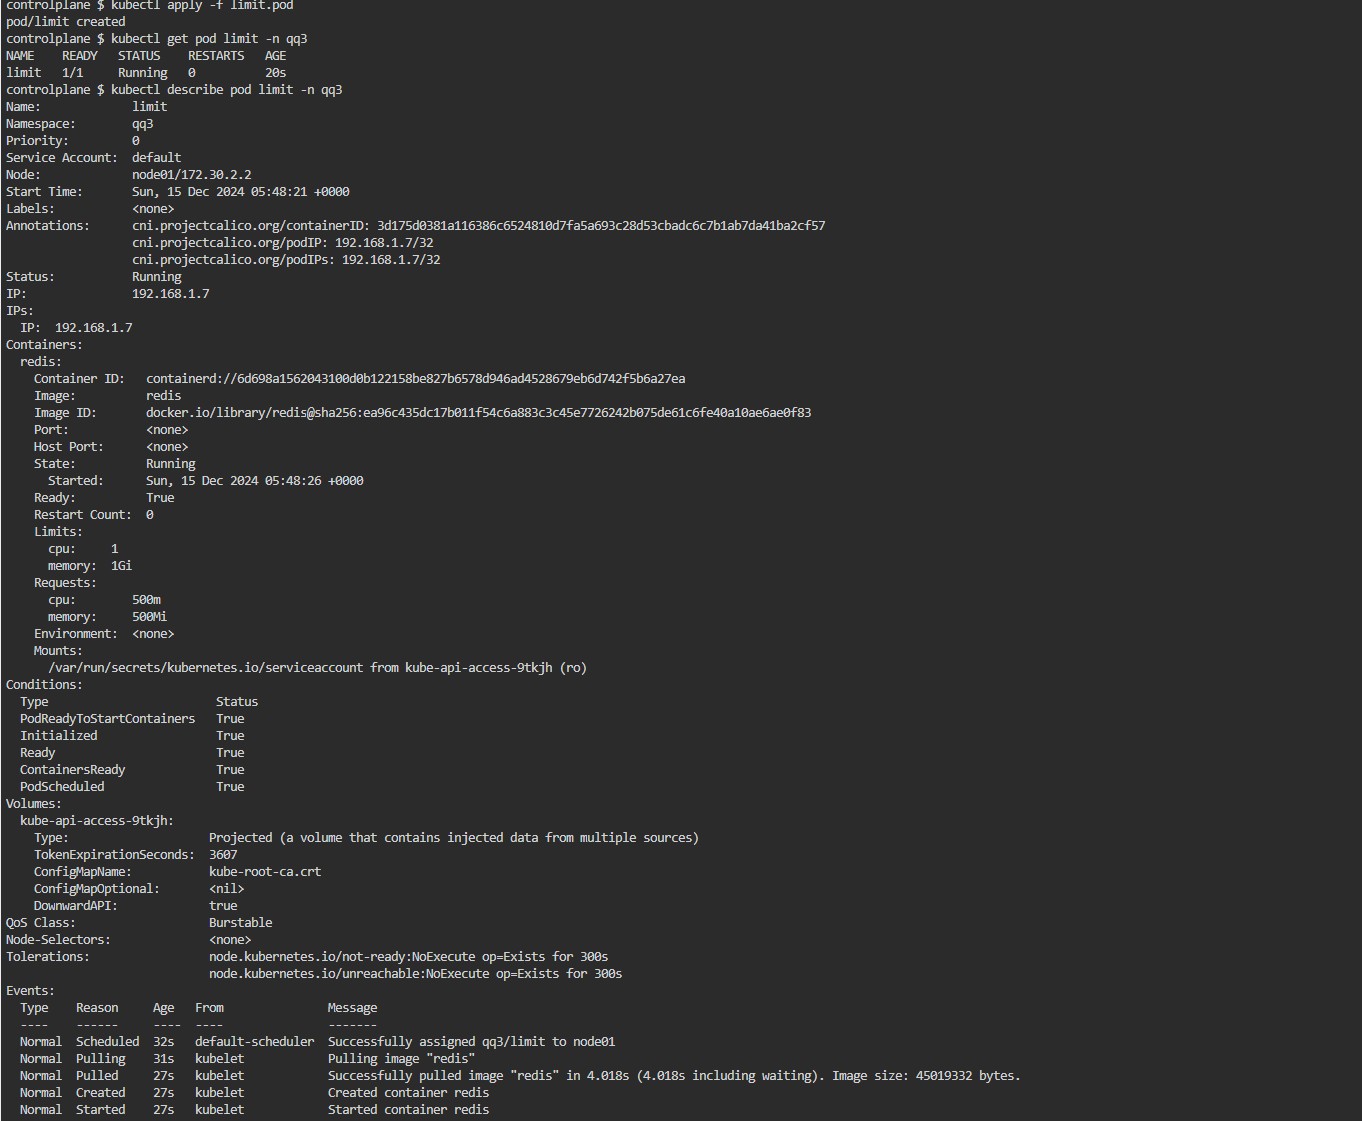 controlplane $ kubectl apply -f limit.pod
pod/limit created
controlplane $ kubectl get pod limit -n qq3
NAME    READY   STATUS    RESTARTS   AGE
limit   1/1     Running   0          20s
controlplane $ kubectl describe pod limit -n qq3
Name:             limit
Namespace:        qq3
Priority:         0
Service Account:  default
Node:             node01/172.30.2.2
Start Time:       Sun, 15 Dec 2024 05:48:21 +0000
Labels:           <none>
Annotations:      cni.projectcalico.org/containerID: 3d175d0381a116386c6524810d7fa5a693c28d53cbadc6c7b1ab7da41ba2cf57
                  cni.projectcalico.org/podIP: 192.168.1.7/32
                  cni.projectcalico.org/podIPs: 192.168.1.7/32
Status:           Running
IP:               192.168.1.7
IPs:
  IP:  192.168.1.7
Containers:
  redis:
    Container ID:   containerd://6d698a1562043100d0b122158be827b6578d946ad4528679eb6d742f5b6a27ea
    Image:          redis
    Image ID:       docker.io/library/redis@sha256:ea96c435dc17b011f54c6a883c3c45e7726242b075de61c6fe40a10ae6ae0f83
    Port:           <none>
    Host Port:      <none>
    State:          Running
      Started:      Sun, 15 Dec 2024 05:48:26 +0000
    Ready:          True
    Restart Count:  0
    Limits:
      cpu:     1
      memory:  1Gi
    Requests:
      cpu:        500m
      memory:     500Mi
    Environment:  <none>
    Mounts:
      /var/run/secrets/kubernetes.io/serviceaccount from kube-api-access-9tkjh (ro)
Conditions:
  Type                        Status
  PodReadyToStartContainers   True
  Initialized                 True
  Ready                       True
  ContainersReady             True
  PodScheduled                True
Volumes:
  kube-api-access-9tkjh:
    Type:                    Projected (a volume that contains injected data from multiple sources)
    TokenExpirationSeconds:  3607
    ConfigMapName:           kube-root-ca.crt
    ConfigMapOptional:       <nil>
    DownwardAPI:             true
QoS Class:                   Burstable
Node-Selectors:              <none>
Tolerations:                 node.kubernetes.io/not-ready:NoExecute op=Exists for 300s
                             node.kubernetes.io/unreachable:NoExecute op=Exists for 300s
Events:
  Type    Reason     Age   From               Message
  ----    ------     ----  ----               -------
  Normal  Scheduled  32s   default-scheduler  Successfully assigned qq3/limit to node01
  Normal  Pulling    31s   kubelet            Pulling image "redis"
  Normal  Pulled     27s   kubelet            Successfully pulled image "redis" in 4.018s (4.018s including waiting). Image size: 45019332 bytes.
  Normal  Created    27s   kubelet            Created container redis
  Normal  Started    27s   kubelet            Started container redis